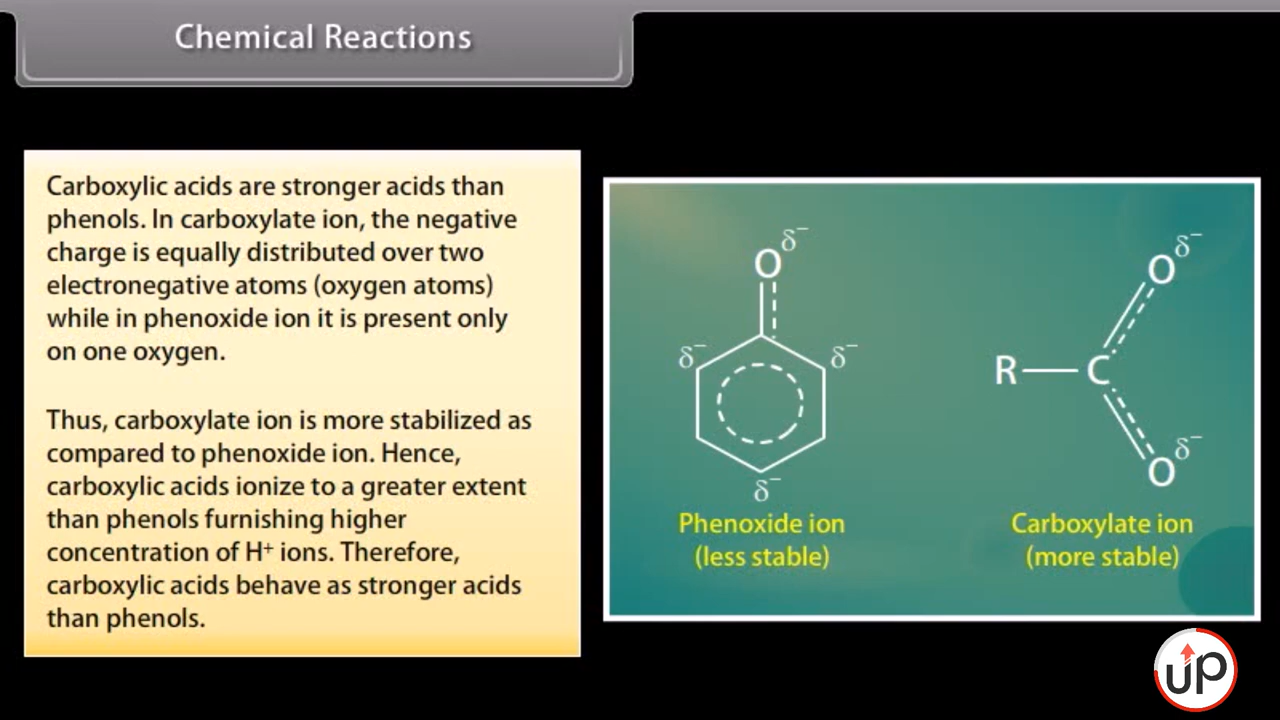 Chemical Reactions
Carboxylic acids are stronger acids than
phenols. In carboxylate ion, the negative
charge is equally distributed over two
electronegative atoms (oxygen atoms)
while in phenoxide ion it is present only
on one oxygen.
Thus, carboxylate ion is more stabilized as
compared to phenoxide ion. Hence,
carboxylic acids ionize to a greater extent
than phenols furnishing higher
concentration of H⁺ ions. Therefore,
carboxylic acids behave as stronger acids
than phenols.
O δ⁻
δ⁻ δ⁻
δ⁻
Phenoxide ion
(less stable)
O δ⁻
R C
O δ⁻
Carboxylate ion
(more stable)
up